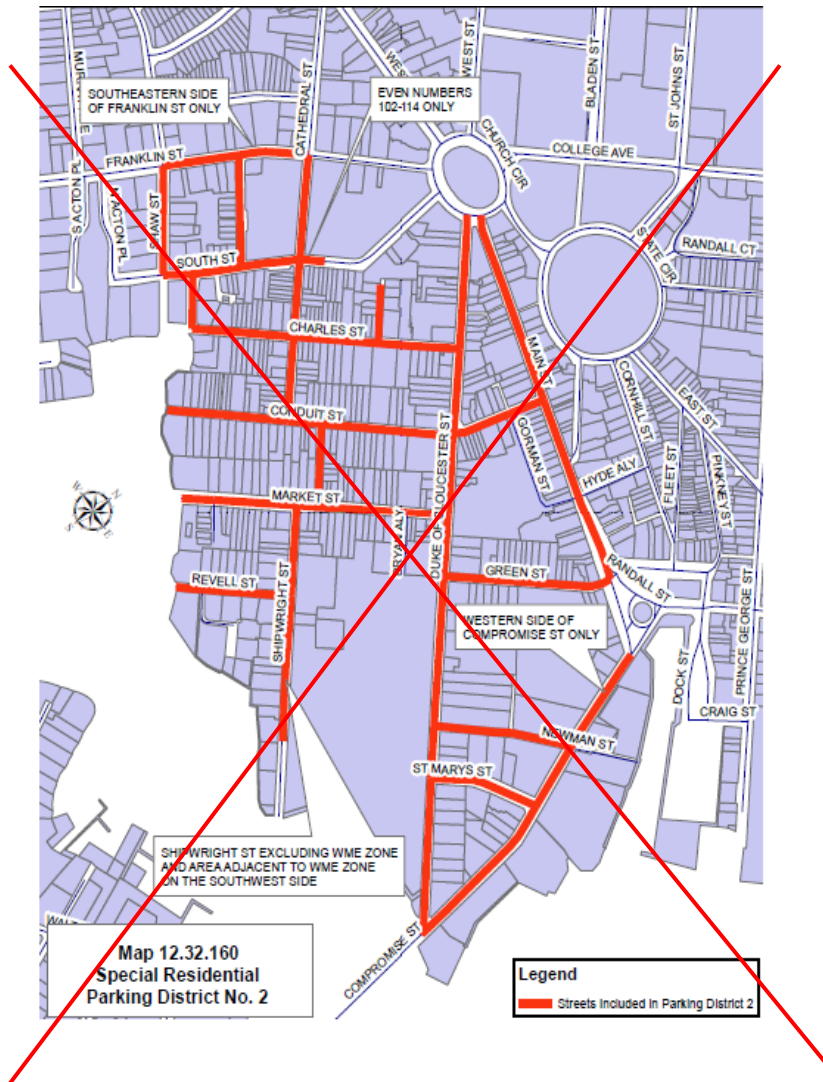 WEST ST
BLADEN ST
ST JOHNS ST
SOUTHEASTERN SIDE
OF FRANKLIN ST ONLY
EVEN NUMBERS
102-114 ONLY
CATHEDRAL ST
CHURCH CIR
COLLEGE AVE
FRANKLIN ST
S ACTON PL
N ACTON PL
SHAW ST
SOUTH ST
STATE CIR
RANDALL CT
CHARLES ST
MAIN ST
CONDUIT ST
CORNHILL ST
EAST ST
GORMAN ST
HYDE ALY
FLEET ST
PINKNEY ST
DUKE OF GLOUCESTER ST
MARKET ST
BRYAN ALY
W
N
S
E
REVELL ST
SHIPWRIGHT ST
GREEN ST
RANDALL ST
WESTERN SIDE OF
COMPROMISE ST ONLY
DOCK ST
PRINCE GEORGE ST
CRAIG ST
NEWMAN ST
ST MARYS ST
SHIPWRIGHT ST EXCLUDING WME ZONE
AND AREA ADJACENT TO WME ZONE
ON THE SOUTHWEST SIDE
COMPROMISE ST
Map 12.32.160
Special Residential
Parking District No. 2
Legend
Streets Included in Parking District 2